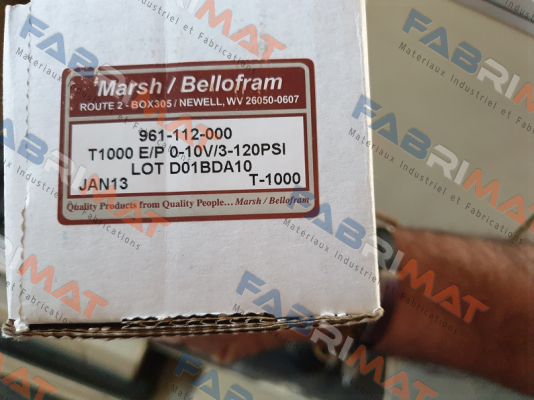 Marsh / Bellofram
ROUTE 2 - BOX305 / NEWELL, WV 26050-0607
961-112-000
T1000 E/P 0-10V/3-120PSI
LOT D01BDA10
JAN13 T-1000
Quality Products from Quality People... Marsh / Bellofram
FABRIMAT
Materiaux Industriel et Fabrications